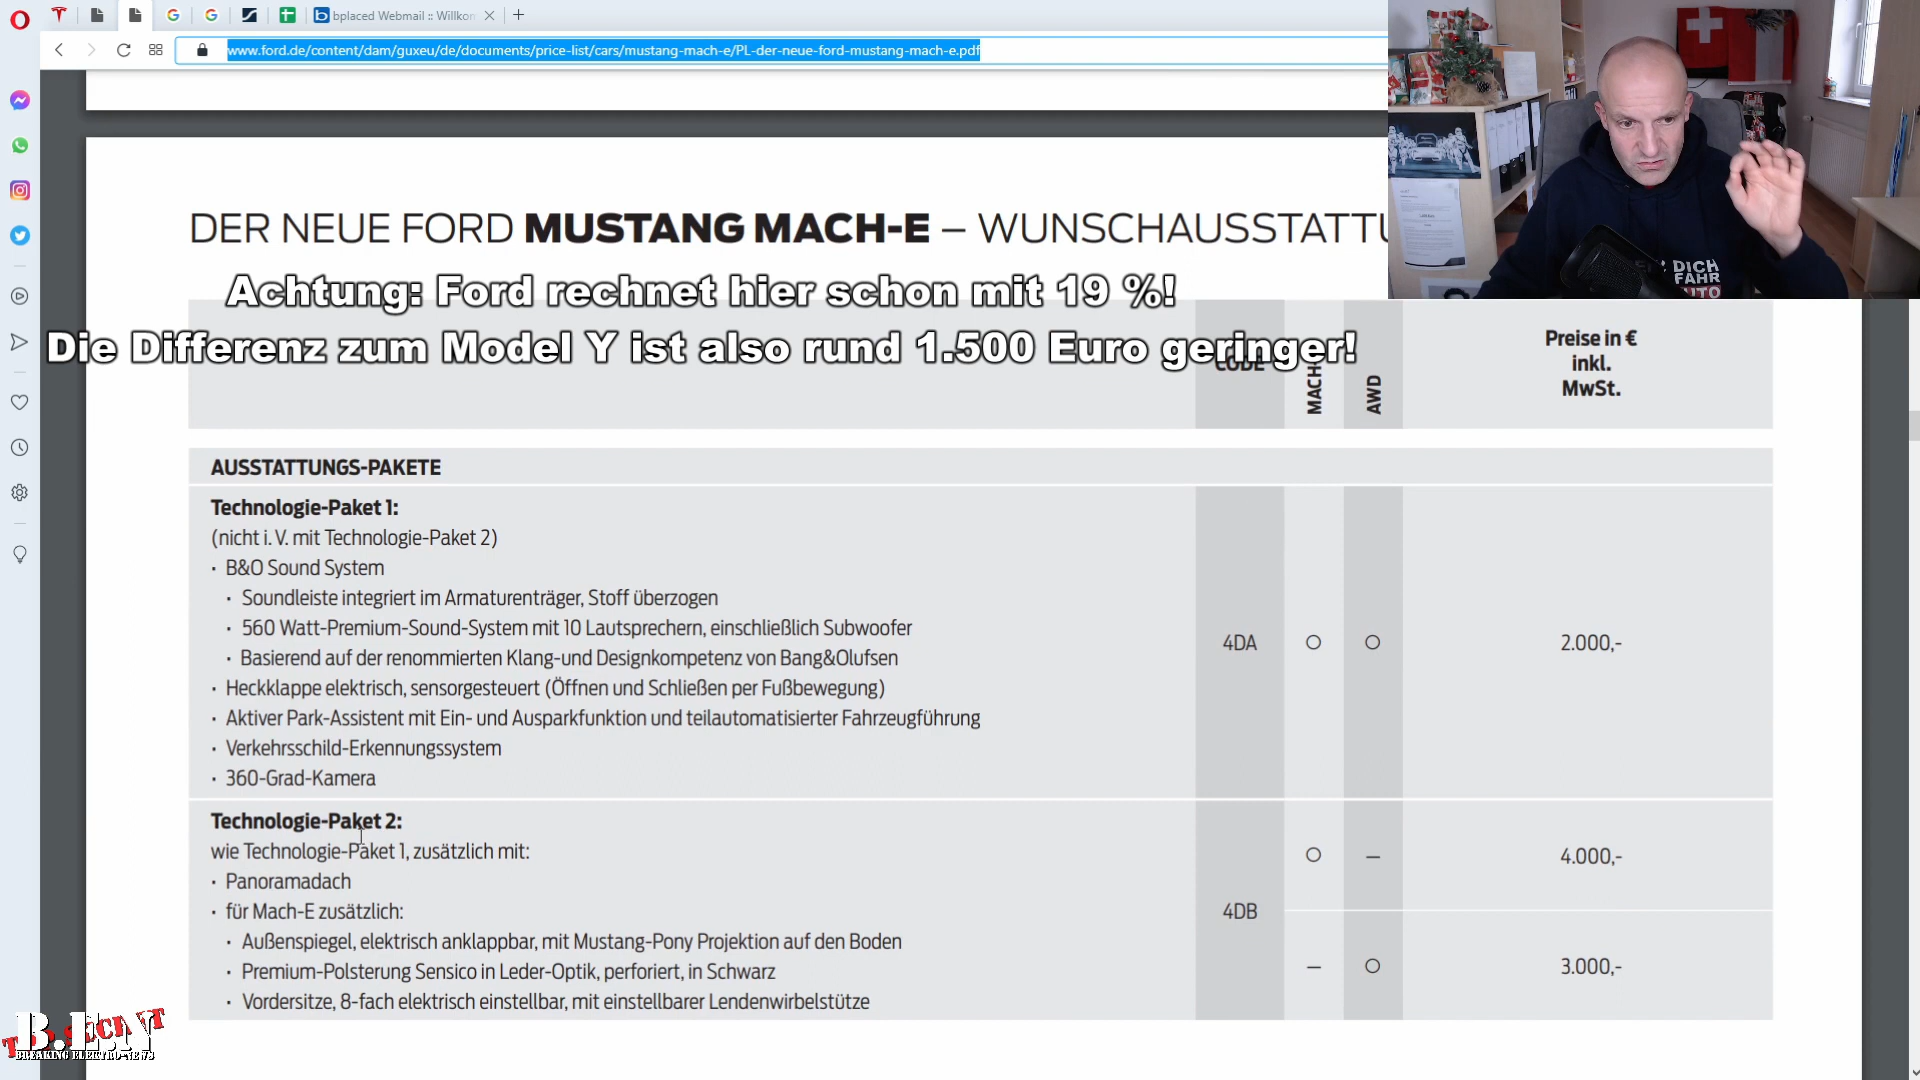 bplaced Webmail :: Willkom
www.ford.de/content/dam/guxeu/de/documents/price-list/cars/mustang-mach-e/PL-der-neue-ford-mustang-mach-e.pdf
DICH
FAHR
UTO
DER NEUE FORD MUSTANG MACH-E – WUNSCHAUSSTATTU
Achtung: Ford rechnet hier schon mit 19 %!
Die Differenz zum Model Y ist also rund 1.500 Euro geringer!
CODE
MACH
AWD
Preise in €
inkl.
MwSt.
AUSSTATTUNGS-PAKETE
Technologie-Paket 1:
(nicht i. V. mit Technologie-Paket 2)
· B&O Sound System
· Soundleiste integriert im Armaturenträger, Stoff überzogen
· 560 Watt-Premium-Sound-System mit 10 Lautsprechern, einschließlich Subwoofer
· Basierend auf der renommierten Klang-und Designkompetenz von Bang&Olufsen
· Heckklappe elektrisch, sensorgesteuert (Öffnen und Schließen per Fußbewegung)
· Aktiver Park-Assistent mit Ein- und Ausparkfunktion und teilautomatisierter Fahrzeugführung
· Verkehrsschild-Erkennungssystem
· 360-Grad-Kamera
4DA
2.000,-
Technologie-Paket 2:
wie Technologie-Paket 1, zusätzlich mit:
· Panoramadach
· für Mach-E zusätzlich:
· Außenspiegel, elektrisch anklappbar, mit Mustang-Pony Projektion auf den Boden
· Premium-Polsterung Sensico in Leder-Optik, perforiert, in Schwarz
· Vordersitze, 8-fach elektrisch einstellbar, mit einstellbarer Lendenwirbelstütze
4DB
– 4.000,-
– 3.000,-
BREAKING ELEKTRO-NEWS